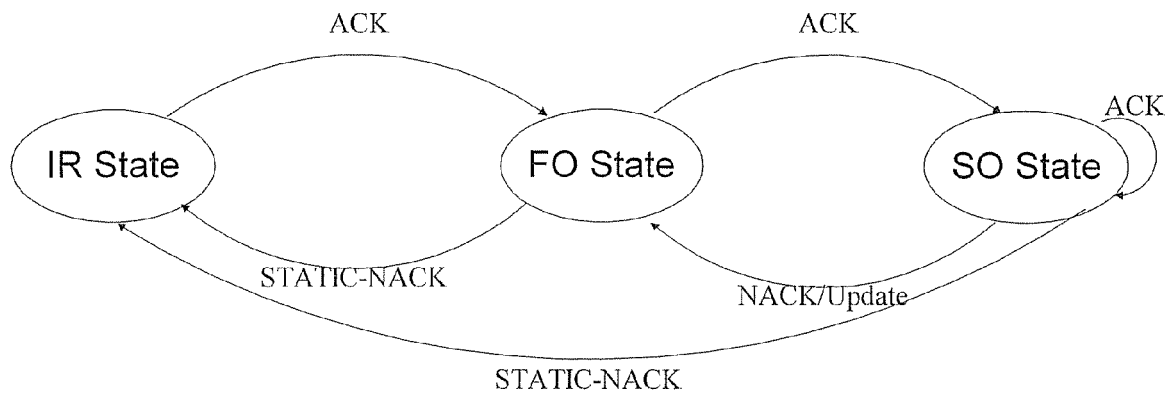 ACK
ACK
ACK
IR State
FO State
SO State
STATIC-NACK
NACK/Update
STATIC-NACK